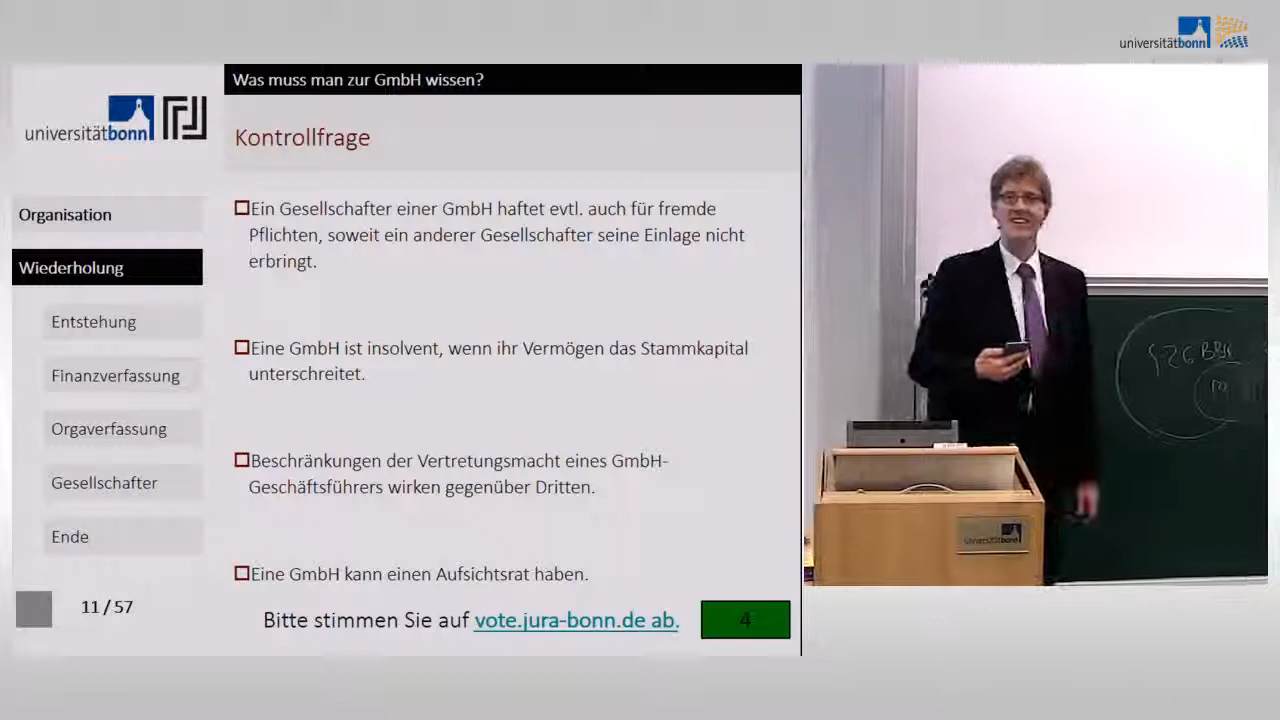 universitätbonn
Was muss man zur GmbH wissen?
universitätbonn
Kontrollfrage
Organisation
Wiederholung
Entstehung
Finanzverfassung
Orgaverfassung
Gesellschafter
Ende
11 / 57
Ein Gesellschafter einer GmbH haftet evtl. auch für fremde
Pflichten, soweit ein anderer Gesellschafter seine Einlage nicht
erbringt.
Eine GmbH ist insolvent, wenn ihr Vermögen das Stammkapital
unterschreitet.
Beschränkungen der Vertretungsmacht eines GmbH-
Geschäftsführers wirken gegenüber Dritten.
Eine GmbH kann einen Aufsichtsrat haben.
Bitte stimmen Sie auf vote.jura-bonn.de ab.
4
universitätbonn